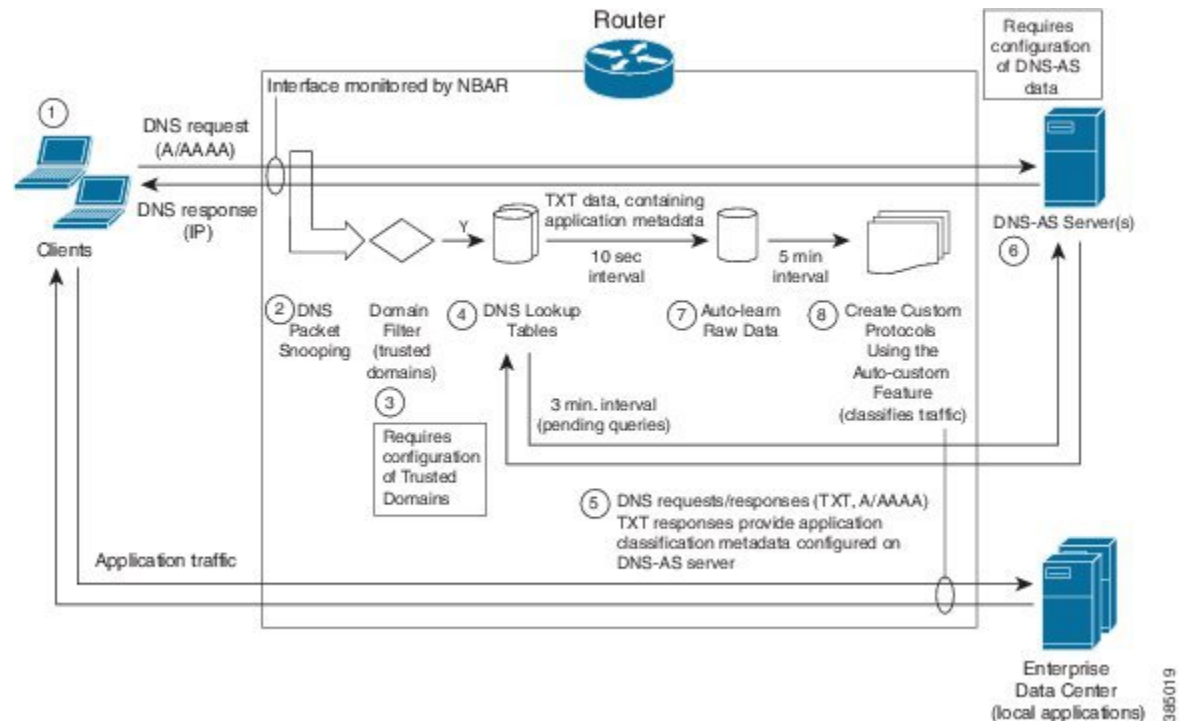 Router
Requires
configuration
of DNS-AS
data
Interface monitored by NBAR
1
DNS request
(A/AAAA)
DNS response
(IP)
Clients
Y
TXT data, containing
application metadata
10 sec
interval
5 min
interval
DNS-AS Server(s)
6
2 DNS
Packet
Snooping
Domain
Filter
(trusted
domains)
3
Requires
configuration
of Trusted
Domains
4 DNS Lookup
Tables
7 Auto-learn
Raw Data
8 Create Custom
Protocols
Using the
Auto-custom
Feature
(classifies traffic)
3 min. interval
(pending queries)
5 DNS requests/responses (TXT, A/AAAA)
TXT responses provide application
classification metadata configured on
DNS-AS server
Application traffic
Enterprise
Data Center
(local applications)
385019